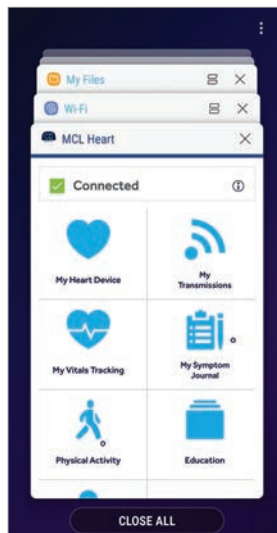 My Files
Wi-Fi
MCL Heart
Connected
My Heart Device
My
Transmissions
My Vitals Tracking
My Symptom
Journal
Physical Activity
Education
CLOSE ALL